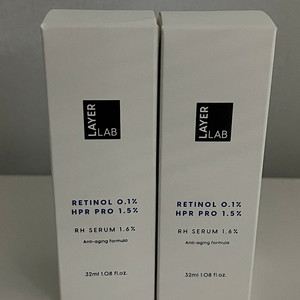 LAYER
LAB
RETINOL 0.1%
HPR PRO 1.5%
RH SERUM 1.6%
Anti-aging formula
32ml 1.08 fl.oz.
LAYER
LAB
RETINOL 0.1%
HPR PRO 1.5%
RH SERUM 1.6%
Anti-aging formula
32ml 1.08 fl.oz.